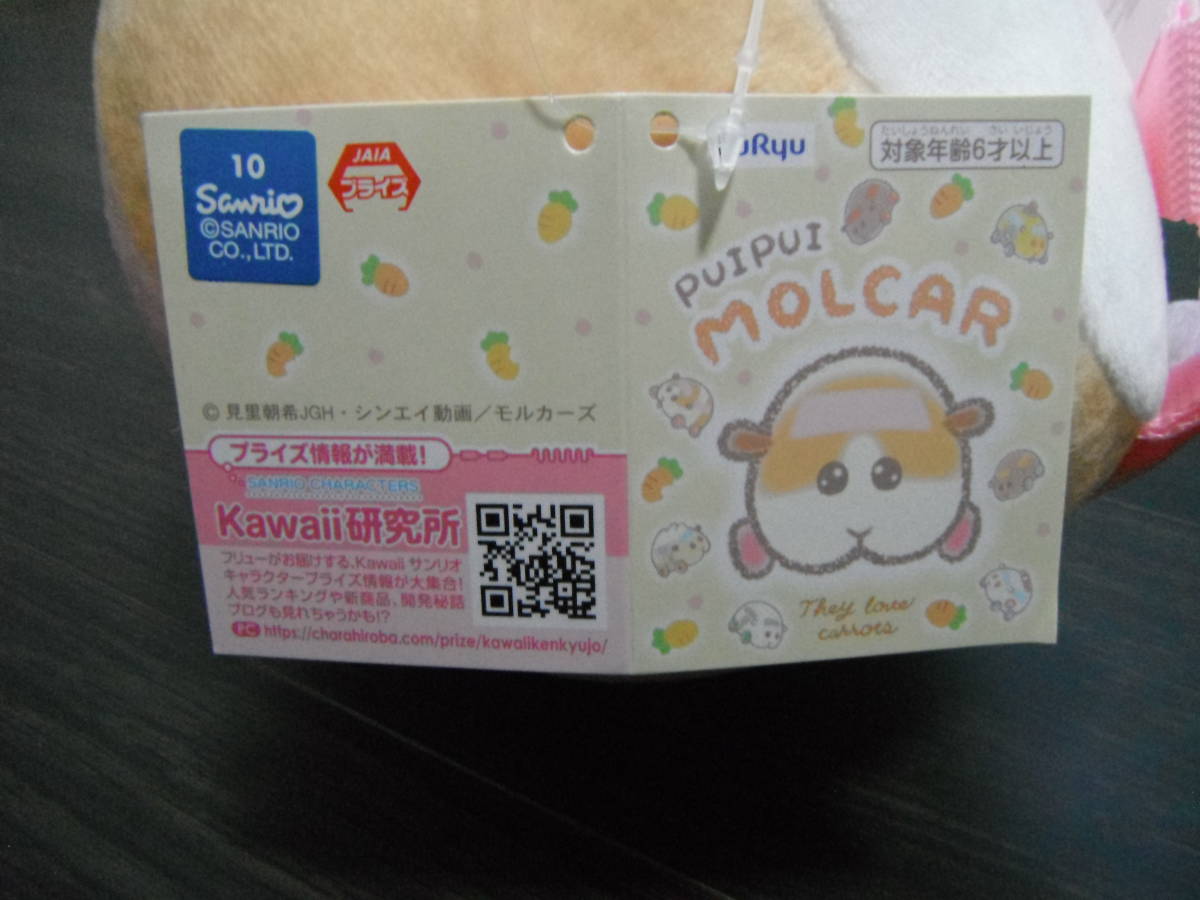 10
Sanrio
©SANRIO
CO.,LTD.
JAIA
プライズ
© 見里朝希JGH・シンエイ動画／モルカーズ
プライズ情報が満載！
SANRIO CHARACTERS
Kawaii研究所
フリューがお届けする、Kawaii サンリオ
キャラクタープライズ情報が大集合！
人気ランキングや新商品、開発秘話
ブログも見れちゃうかも!?
PC https://charahiroba.com/prize/kawaiikenkyujo/
たいしょうねんれい さい いじょう
対象年齢6才以上
PUIPUI
MOLCAR
They love
carrots